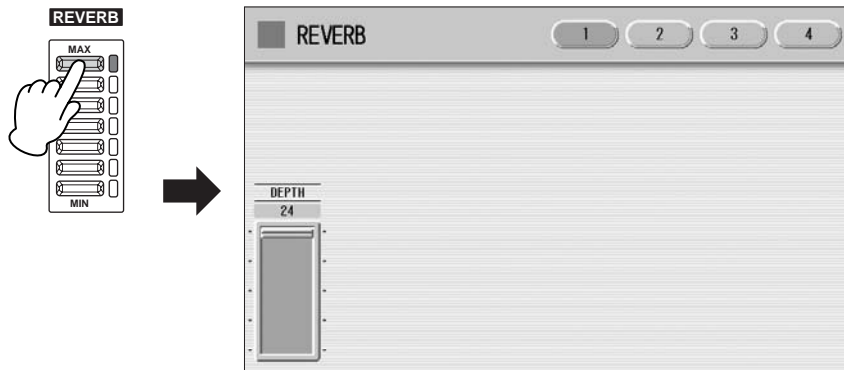 REVERB
MAX
MIN
REVERB 1 2 3 4
DEPTH
24